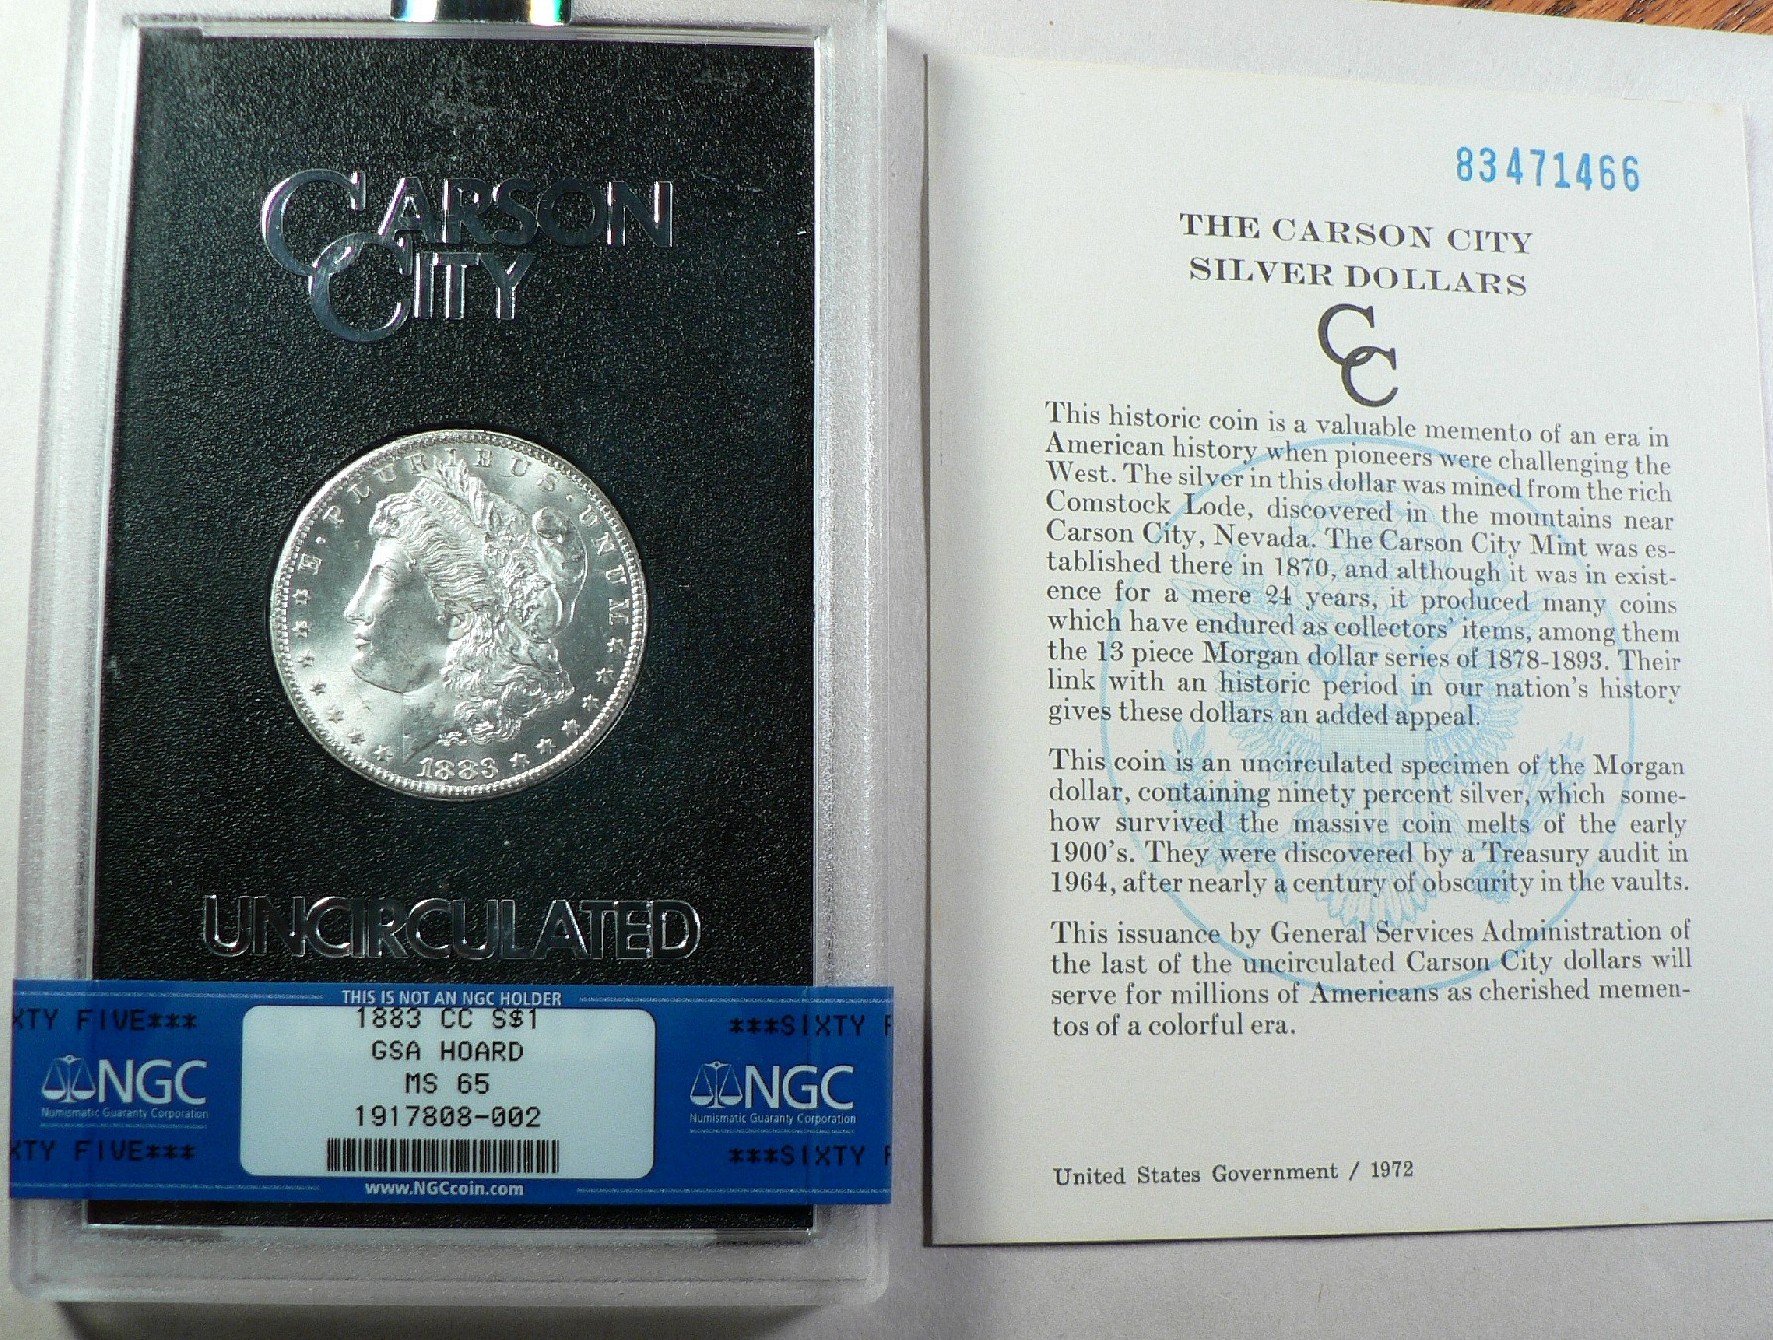 CARSON
CITY
E·PLURIBUS·UNUM
1883
UNCIRCULATED
THIS IS NOT AN NGC HOLDER
XTY FIVE***
1883 CC S$1
***SIXTY F
GSA HOARD
NGC
MS 65
NGC
Numismatic Guaranty Corporation
1917808-002
Numismatic Guaranty Corporation
XTY FIVE***
***SIXTY F
www.NGCcoin.com
83471466
THE CARSON CITY
SILVER DOLLARS
CC
This historic coin is a valuable memento of an era in
American history when pioneers were challenging the
West. The silver in this dollar was mined from the rich
Comstock Lode, discovered in the mountains near
Carson City, Nevada. The Carson City Mint was es-
tablished there in 1870, and although it was in exist-
ence for a mere 24 years, it produced many coins
which have endured as collectors' items, among them
the 13 piece Morgan dollar series of 1878-1893. Their
link with an historic period in our nation's history
gives these dollars an added appeal.
This coin is an uncirculated specimen of the Morgan
dollar, containing ninety percent silver, which some-
how survived the massive coin melts of the early
1900's. They were discovered by a Treasury audit in
1964, after nearly a century of obscurity in the vaults.
This issuance by General Services Administration of
the last of the uncirculated Carson City dollars will
serve for millions of Americans as cherished memen-
tos of a colorful era.
United States Government / 1972